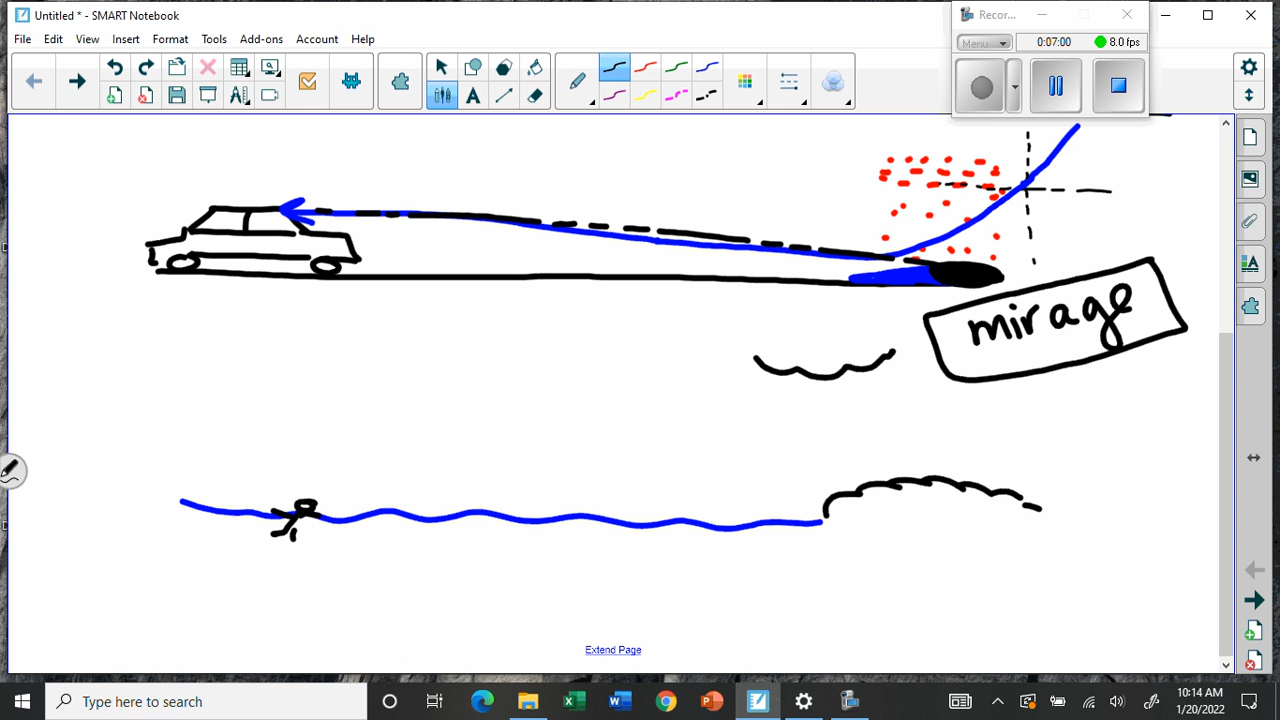 Untitled * - SMART Notebook
Recor...
File Edit View Insert Format Tools Add-ons Account Help
Menu 0:07:00 8.0 fps
mirage
Extend Page
Type here to search
10:14 AM
1/20/2022